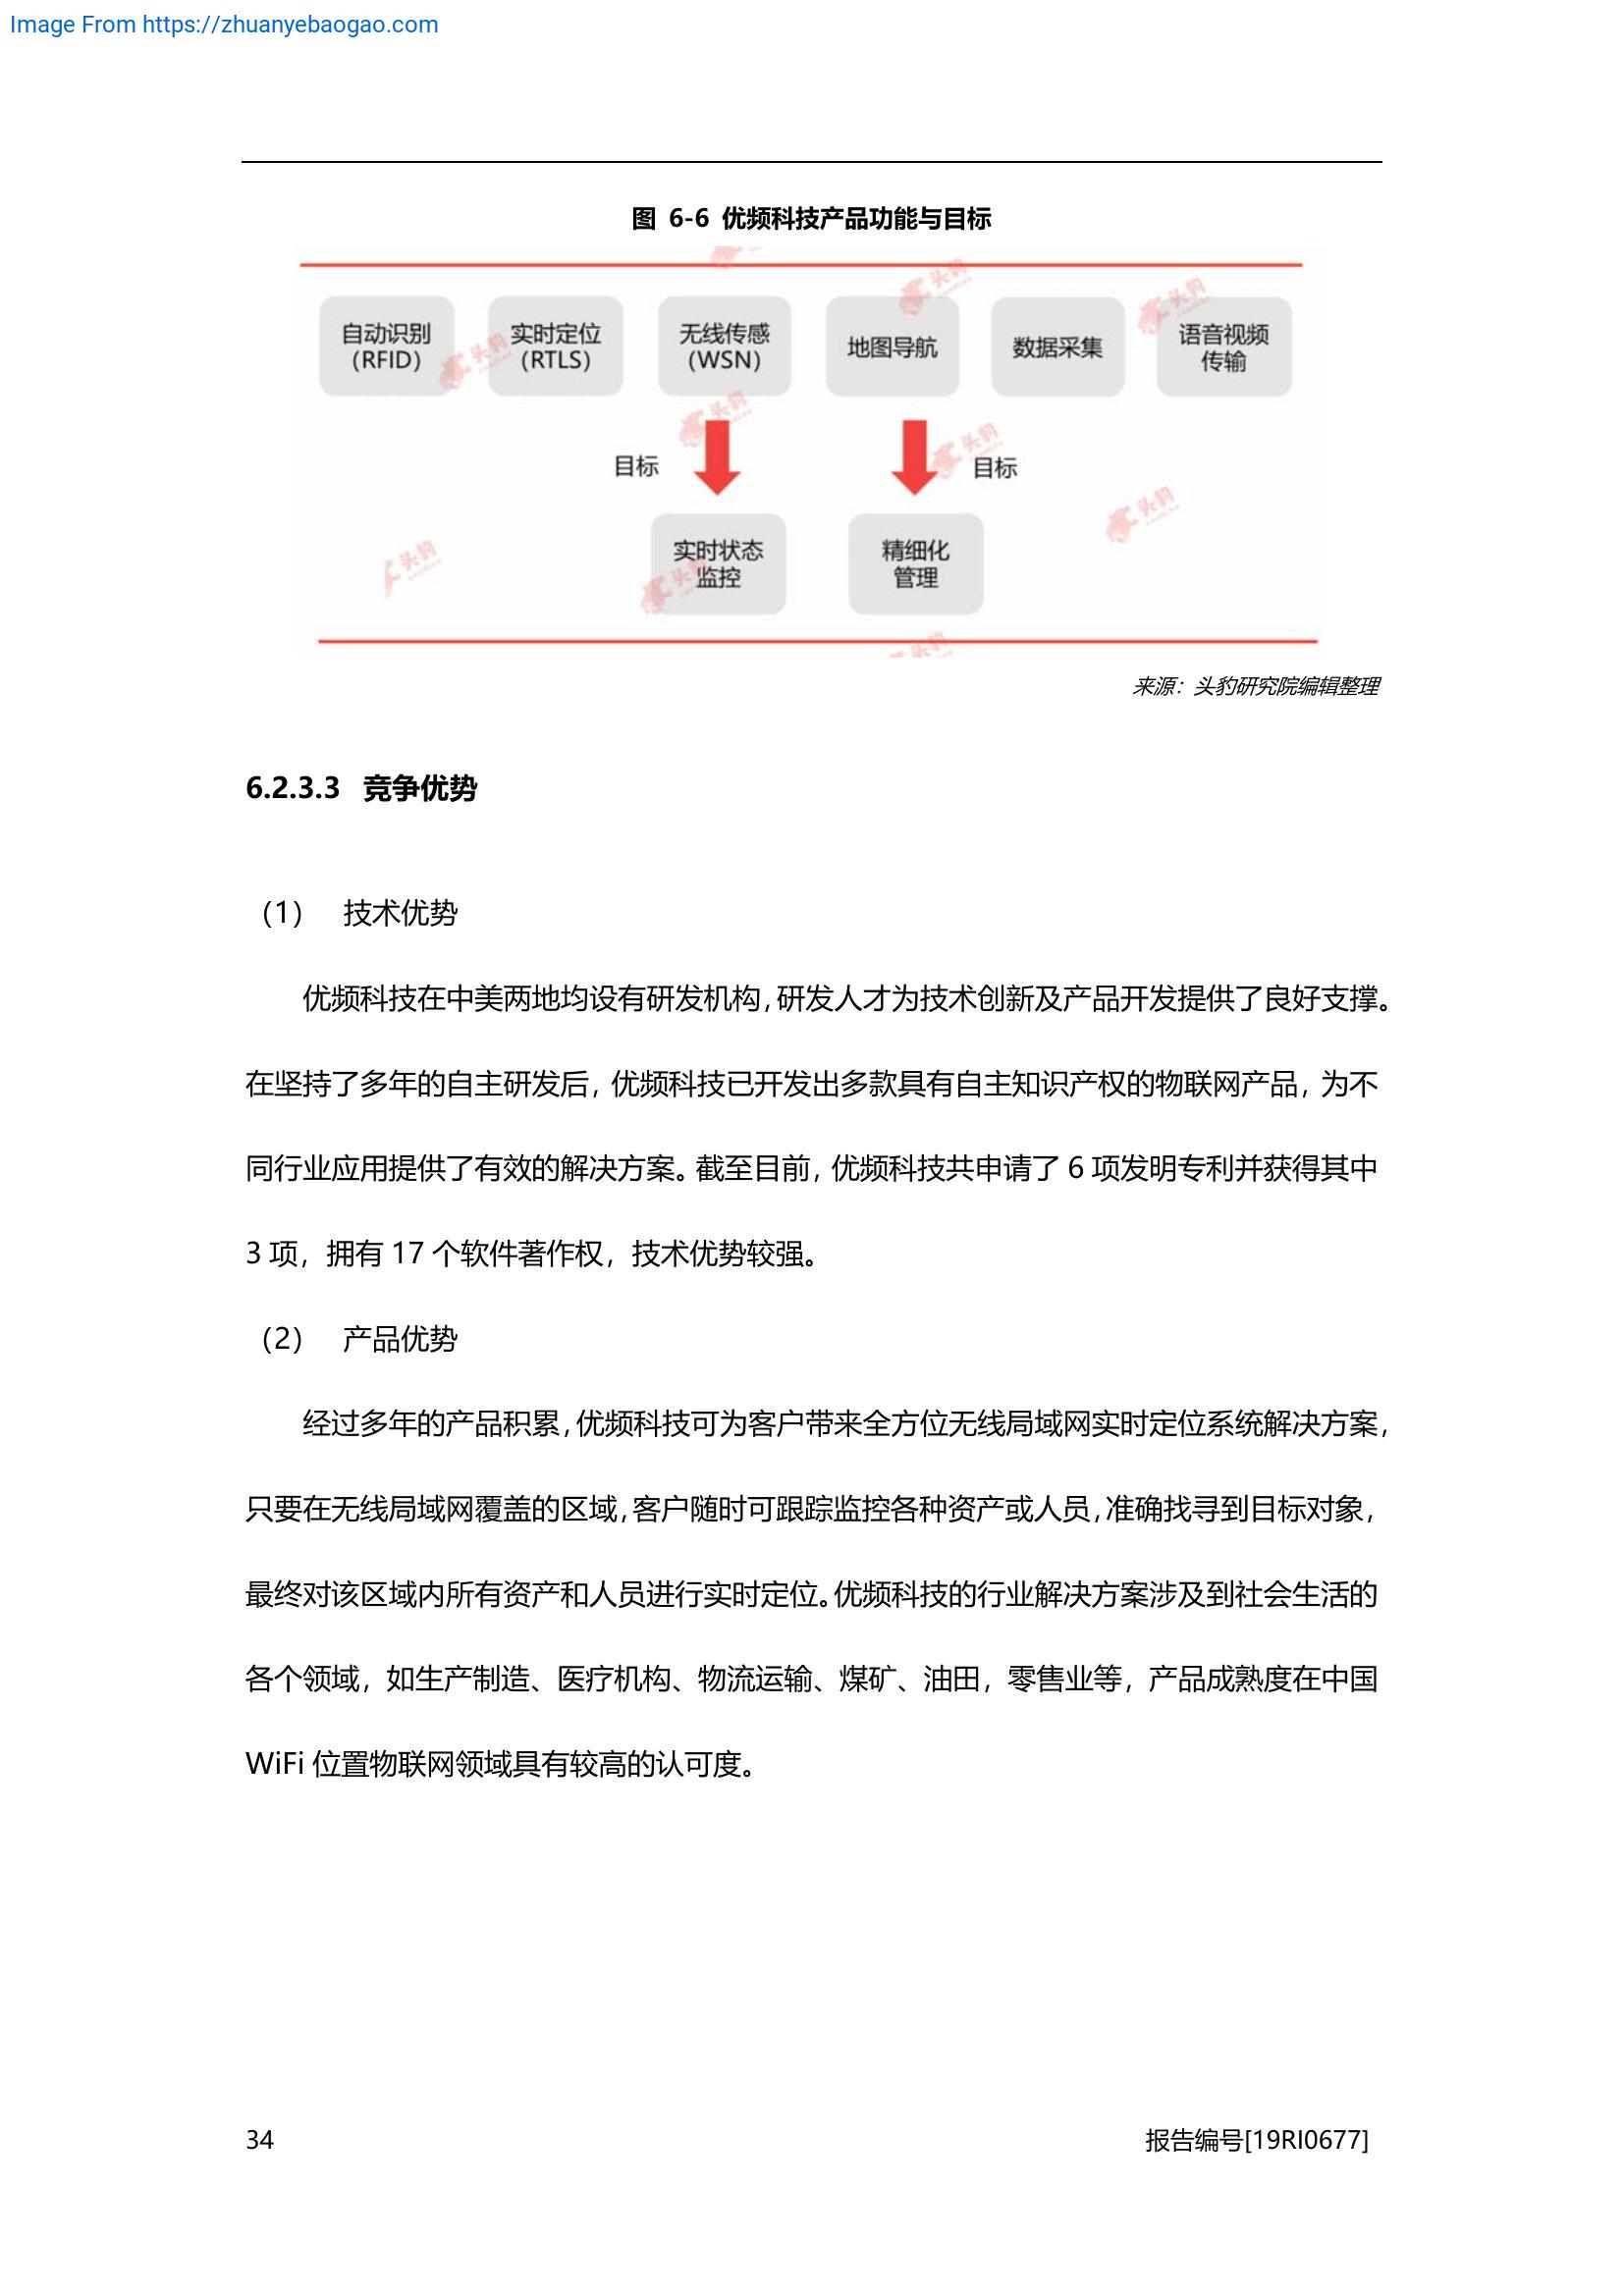 Image From https://zhuanyebaogao.com
图 6-6 优频科技产品功能与目标
自动识别
（RFID）
实时定位
（RTLS）
无线传感
（WSN）
地图导航
数据采集
语音视频
传输
目标
目标
实时状态
监控
精细化
管理
来源：头豹研究院编辑整理
6.2.3.3 竞争优势
（1） 技术优势
优频科技在中美两地均设有研发机构，研发人才为技术创新及产品开发提供了良好支撑。
在坚持了多年的自主研发后，优频科技已开发出多款具有自主知识产权的物联网产品，为不
同行业应用提供了有效的解决方案。截至目前，优频科技共申请了 6 项发明专利并获得其中
3 项，拥有 17 个软件著作权，技术优势较强。
（2） 产品优势
经过多年的产品积累，优频科技可为客户带来全方位无线局域网实时定位系统解决方案，
只要在无线局域网覆盖的区域，客户随时可跟踪监控各种资产或人员，准确找寻到目标对象，
最终对该区域内所有资产和人员进行实时定位。优频科技的行业解决方案涉及到社会生活的
各个领域，如生产制造、医疗机构、物流运输、煤矿、油田，零售业等，产品成熟度在中国
WiFi 位置物联网领域具有较高的认可度。
34
报告编号[19RI0677]